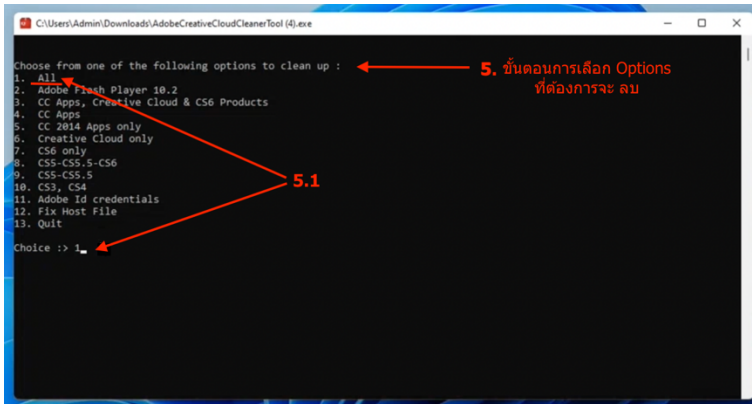 C:\Users\Admin\Downloads\AdobeCreativeCloudCleanerTool (4).exe
Choose from one of the following options to clean up :
5. ขั้นตอนการเลือก Options
ที่ต้องการจะ ลบ
1. All
2. Adobe Flash Player 10.2
3. CC Apps, Creative Cloud & CS6 Products
4. CC Apps
5. CC 2014 Apps only
6. Creative Cloud only
7. CS6 only
8. CS5-CS5.5-CS6
9. CS5-CS5.5
5.1
10. CS3, CS4
11. Adobe Id credentials
12. Fix Host File
13. Quit
Choice :> 1